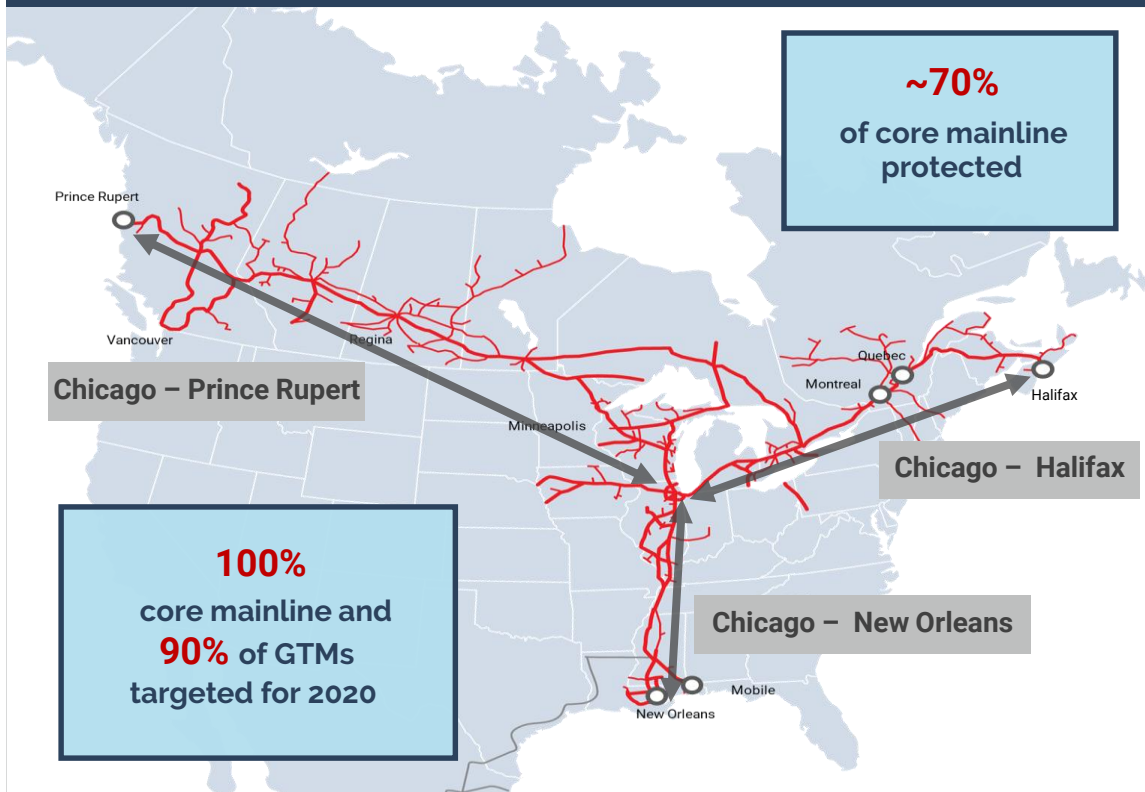 ~70%
of core mainline
protected
Prince Rupert
Vancouver
Regina
Quebec
Montreal
Halifax
Chicago – Prince Rupert
Minneapolis
Chicago – Halifax
100%
core mainline and
90% of GTMs
targeted for 2020
Chicago – New Orleans
Mobile
New Orleans